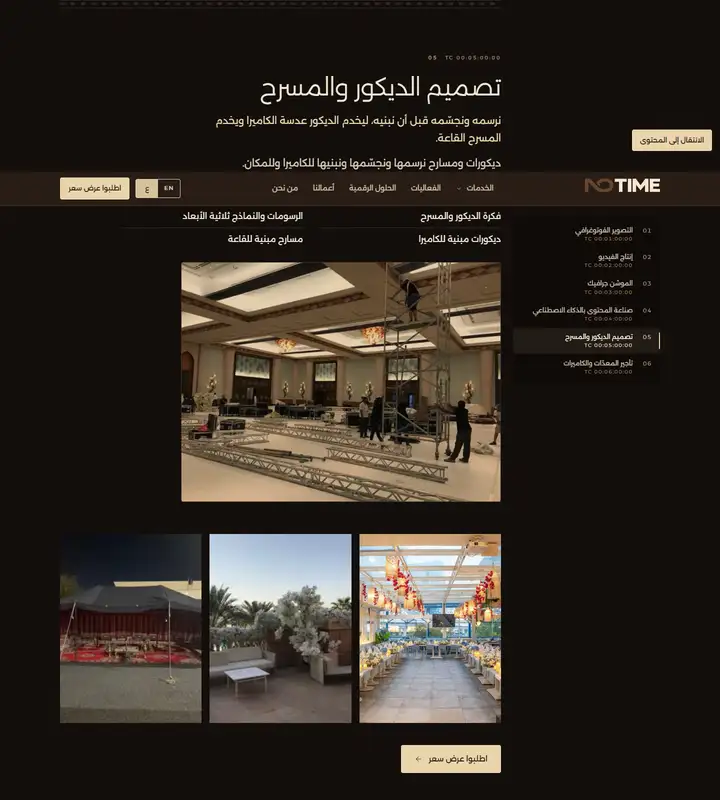 05 TC 00:05:00:00
تصميم الديكور والمسرح
نرسمه ونجسّمه قبل أن نبنيه، ليخدم الديكور عدسة الكاميرا ويخدم
المسرح القاعة.
الانتقال إلى المحتوى
ديكورات ومسارح نرسمها ونجسّمها ونبنيها للكاميرا وللمكان.
NOTIME
الخدمات
الفعاليات
الحلول الرقمية
أعمالنا
من نحن
EN
ع
اطلبوا عرض سعر
فكرة الديكور والمسرح
الرسومات والنماذج ثلاثية الأبعاد
ديكورات مبنية للكاميرا
مسارح مبنية للقاعة
01 التصوير الفوتوغرافي
TC 00:01:00:00
02 إنتاج الفيديو
TC 00:02:00:00
03 الموشن جرافيك
TC 00:03:00:00
04 صناعة المحتوى بالذكاء الاصطناعي
TC 00:04:00:00
05 تصميم الديكور والمسرح
TC 00:05:00:00
06 تأجير المعدّات والكاميرات
TC 00:06:00:00
اطلبوا عرض سعر ←